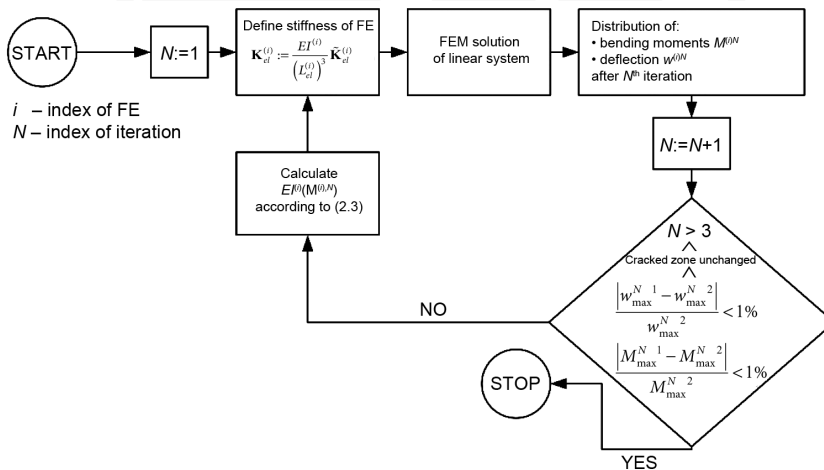 START
N:=1
Define stiffness of FE
K_el^(i) := EI^(i) / (L_el^(i))^3 K̃_el^(i)
FEM solution
of linear system
Distribution of:
• bending moments M^(i)N
• deflection w^(i)N
after N^th iteration
i – index of FE
N – index of iteration
N:=N+1
Calculate
EI^(i)(M^(i),N)
according to (2.3)
N > 3
∧
Cracked zone unchanged
∧
|w_max^N 1 − w_max^N 2| / w_max^N 2 < 1%
|M_max^N 1 − M_max^N 2| / M_max^N 2 < 1%
NO
STOP
YES